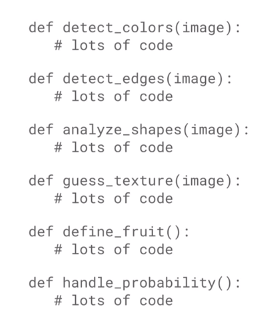 def detect_colors(image):
    # lots of code
def detect_edges(image):
    # lots of code
def analyze_shapes(image):
    # lots of code
def guess_texture(image):
    # lots of code
def define_fruit():
    # lots of code
def handle_probability():
    # lots of code